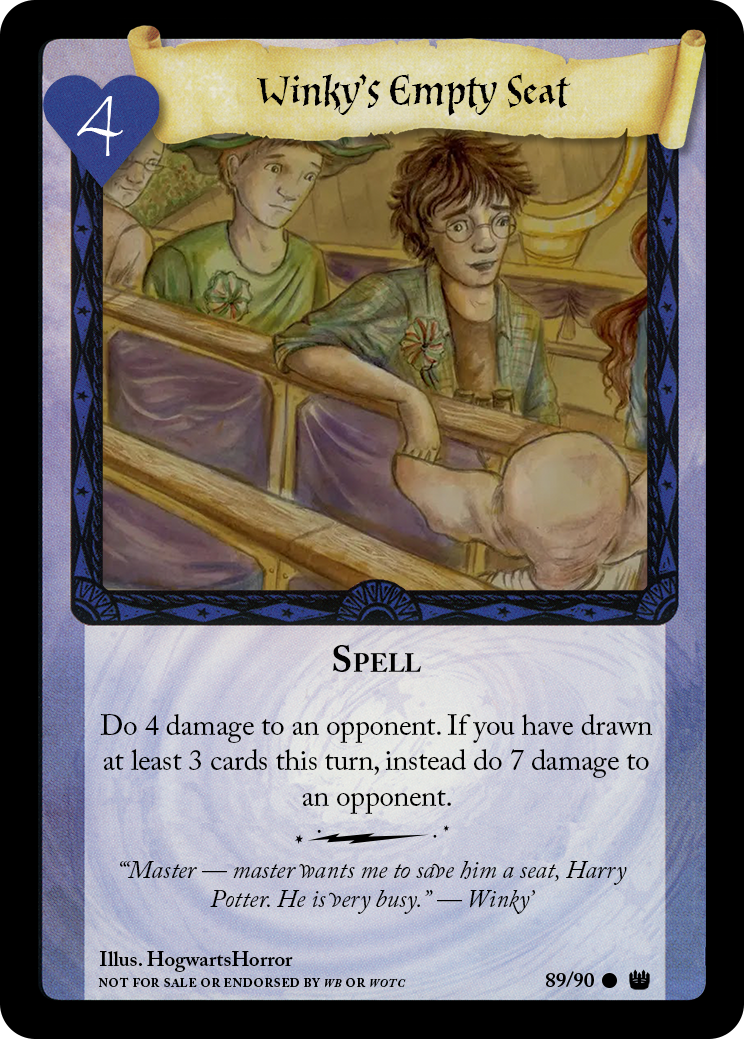 Winky's Empty Seat
4
Spell
Do 4 damage to an opponent. If you have drawn
at least 3 cards this turn, instead do 7 damage to
an opponent.
“‘Master — master wants me to save him a seat, Harry
Potter. He is very busy.” — Winky’
Illus. HogwartsHorror
NOT FOR SALE OR ENDORSED BY WB OR WOTC
89/90